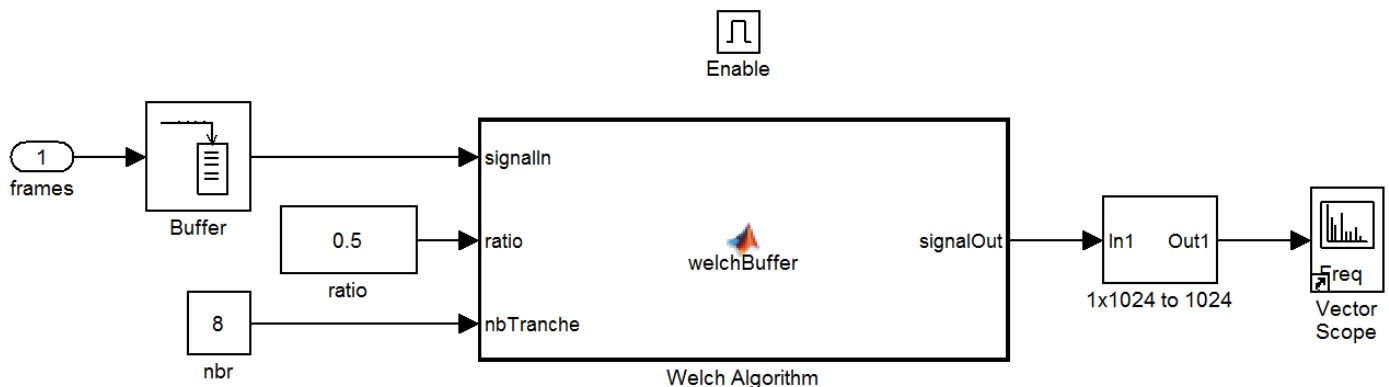 Enable
1
frames
Buffer
signalIn
0.5
ratio
ratio
8
nbr
nbTranche
welchBuffer
signalOut
Welch Algorithm
In1
Out1
1x1024 to 1024
Freq
Vector
Scope